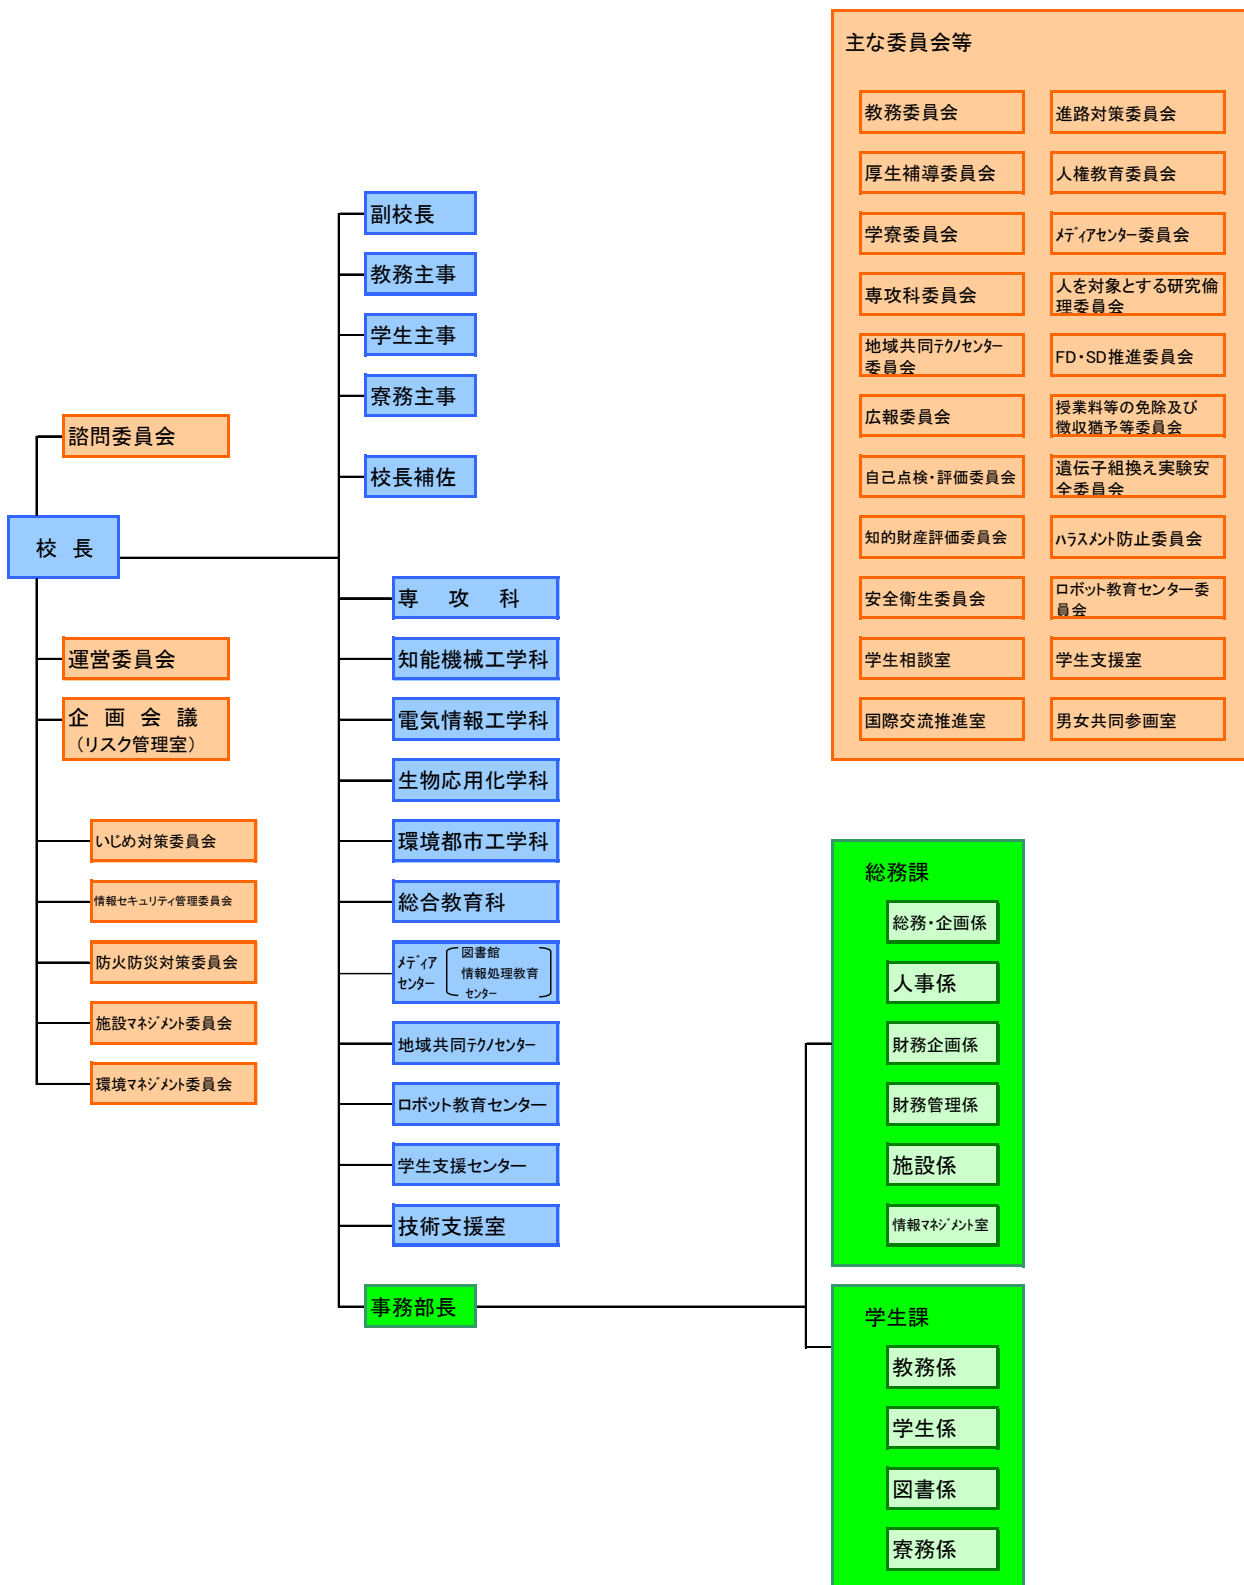 主な委員会等
教務委員会
進路対策委員会
厚生補導委員会
人権教育委員会
学寮委員会
ﾒﾃﾞｨｱｾﾝﾀｰ委員会
専攻科委員会
人を対象とする研究倫
理委員会
地域共同ﾃｸﾉｾﾝﾀｰ
委員会
FD・SD推進委員会
広報委員会
授業料等の免除及び
徴収猶予等委員会
自己点検・評価委員会
遺伝子組換え実験安
全委員会
知的財産評価委員会
ﾊﾗｽﾒﾝﾄ防止委員会
安全衛生委員会
ロボット教育センター委
員会
学生相談室
学生支援室
国際交流推進室
男女共同参画室
副校長
教務主事
学生主事
寮務主事
校長補佐
諮問委員会
校 長
運営委員会
企 画 会 議
（リスク管理室）
いじめ対策委員会
情報セキュリティ管理委員会
防火防災対策委員会
施設ﾏﾈｼﾞﾒﾝﾄ委員会
環境ﾏﾈｼﾞﾒﾝﾄ委員会
専 攻 科
知能機械工学科
電気情報工学科
生物応用化学科
環境都市工学科
総合教育科
ﾒﾃﾞｨｱ
ｾﾝﾀｰ
図書館
情報処理教育
ｾﾝﾀｰ
地域共同ﾃｸﾉｾﾝﾀｰ
ロボット教育センター
学生支援センター
技術支援室
事務部長
総務課
総務・企画係
人事係
財務企画係
財務管理係
施設係
情報ﾏﾈｼﾞﾒﾝﾄ室
学生課
教務係
学生係
図書係
寮務係